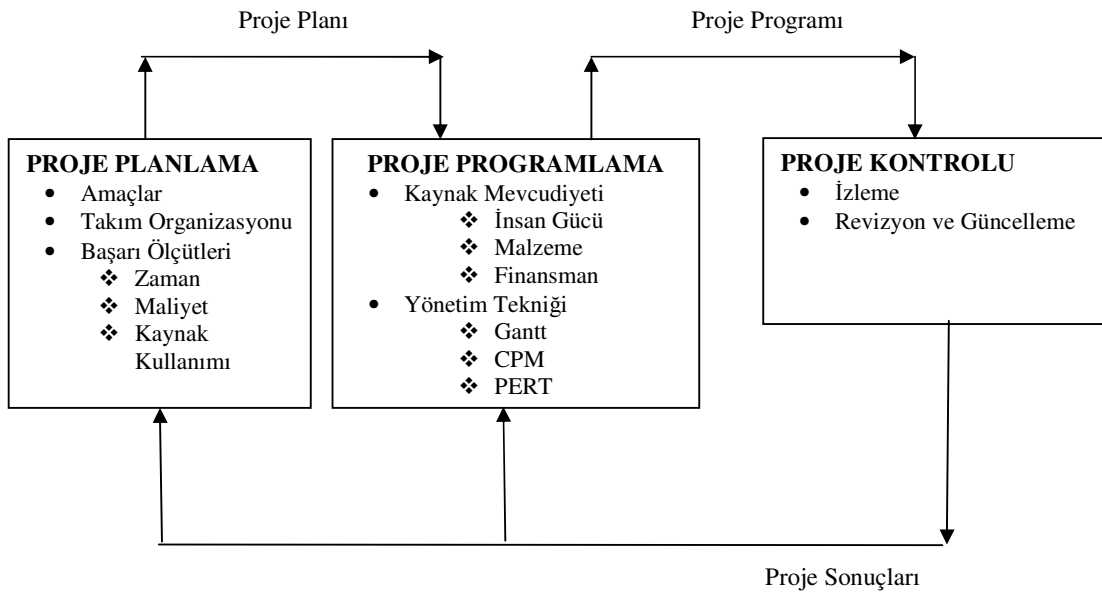 Proje Planı
Proje Programı
PROJE PLANLAMA
• Amaçlar
• Takım Organizasyonu
• Başarı Ölçütleri
❖ Zaman
❖ Maliyet
❖ Kaynak
Kullanımı
PROJE PROGRAMLAMA
• Kaynak Mevcudiyeti
❖ İnsan Gücü
❖ Malzeme
❖ Finansman
• Yönetim Tekniği
❖ Gantt
❖ CPM
❖ PERT
PROJE KONTROLU
• İzleme
• Revizyon ve Güncelleme
Proje Sonuçları